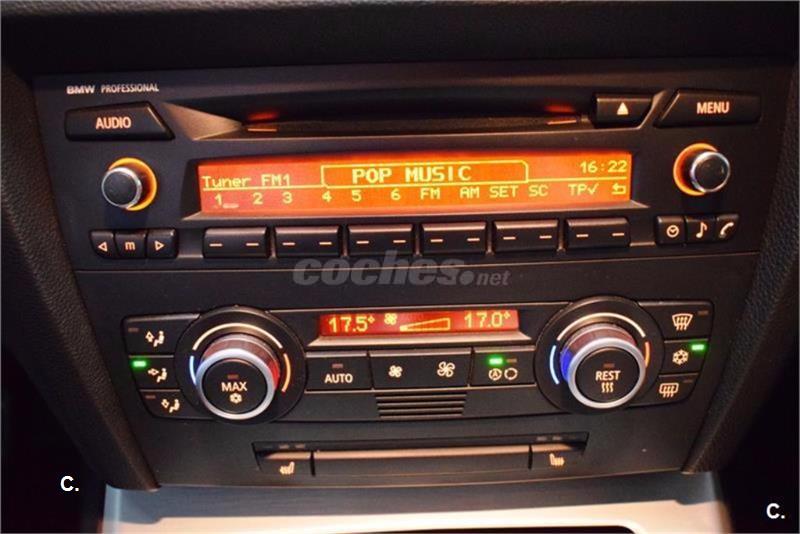 BMW PROFESSIONAL
AUDIO
MENU
POP MUSIC
16:22
Tuner FM1
1 2 3 4 5 6 FM AM SET SC TP✓
m
coches.net
17.5° 17.0°
MAX
AUTO
A
REST
C.
C.